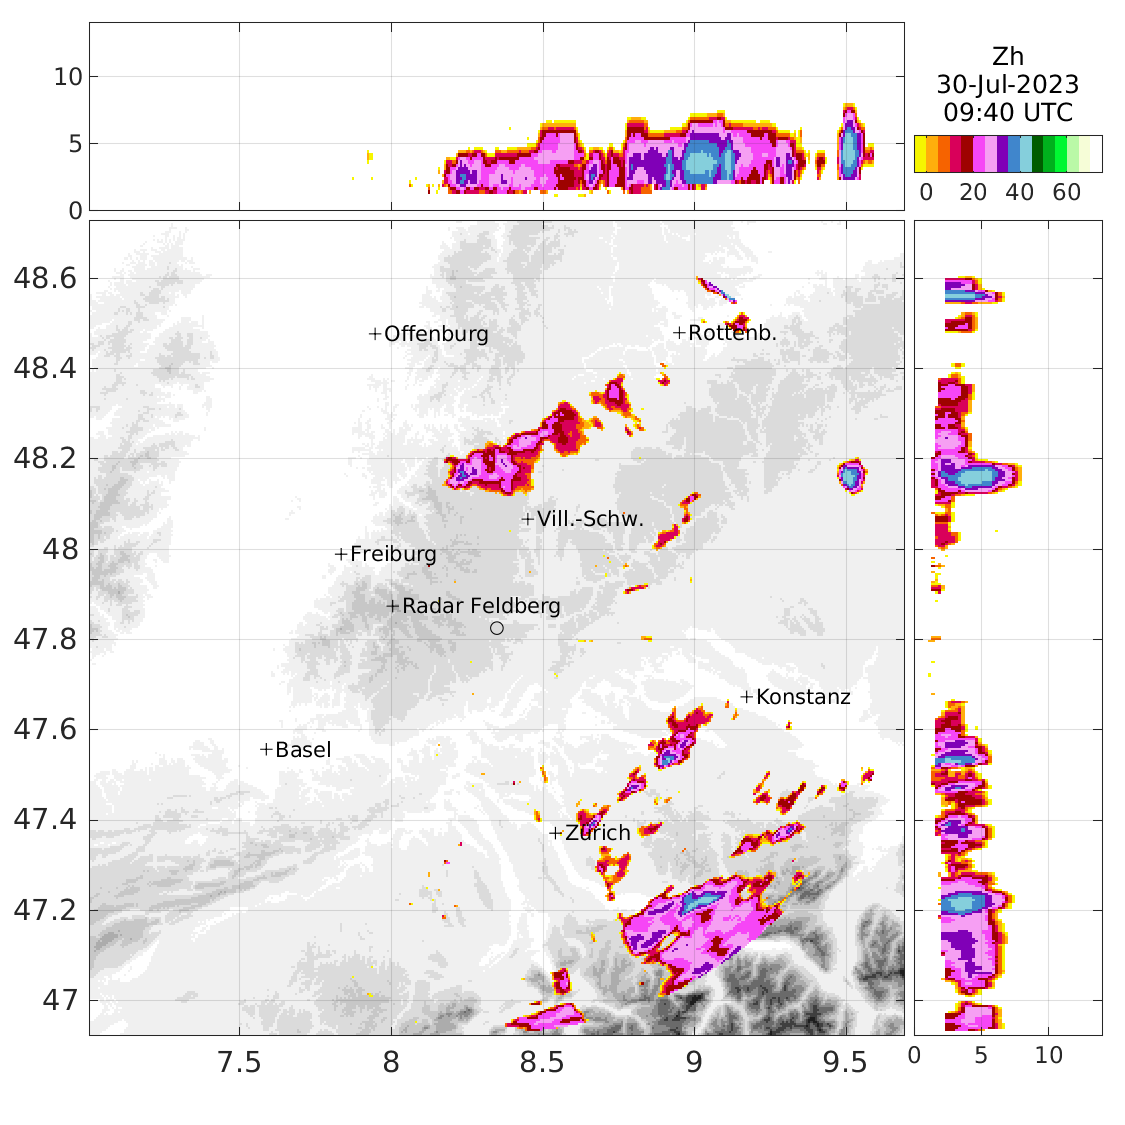 Zh
30-Jul-2023
09:40 UTC
10
5
0
0 20 40 60
48.6
48.4
48.2
48
47.8
47.6
47.4
47.2
47
+Offenburg
+Rottenb.
+Vill.-Schw.
+Freiburg
+Radar Feldberg
+Konstanz
+Basel
+Zürich
7.5 8 8.5 9 9.5
0 5 10